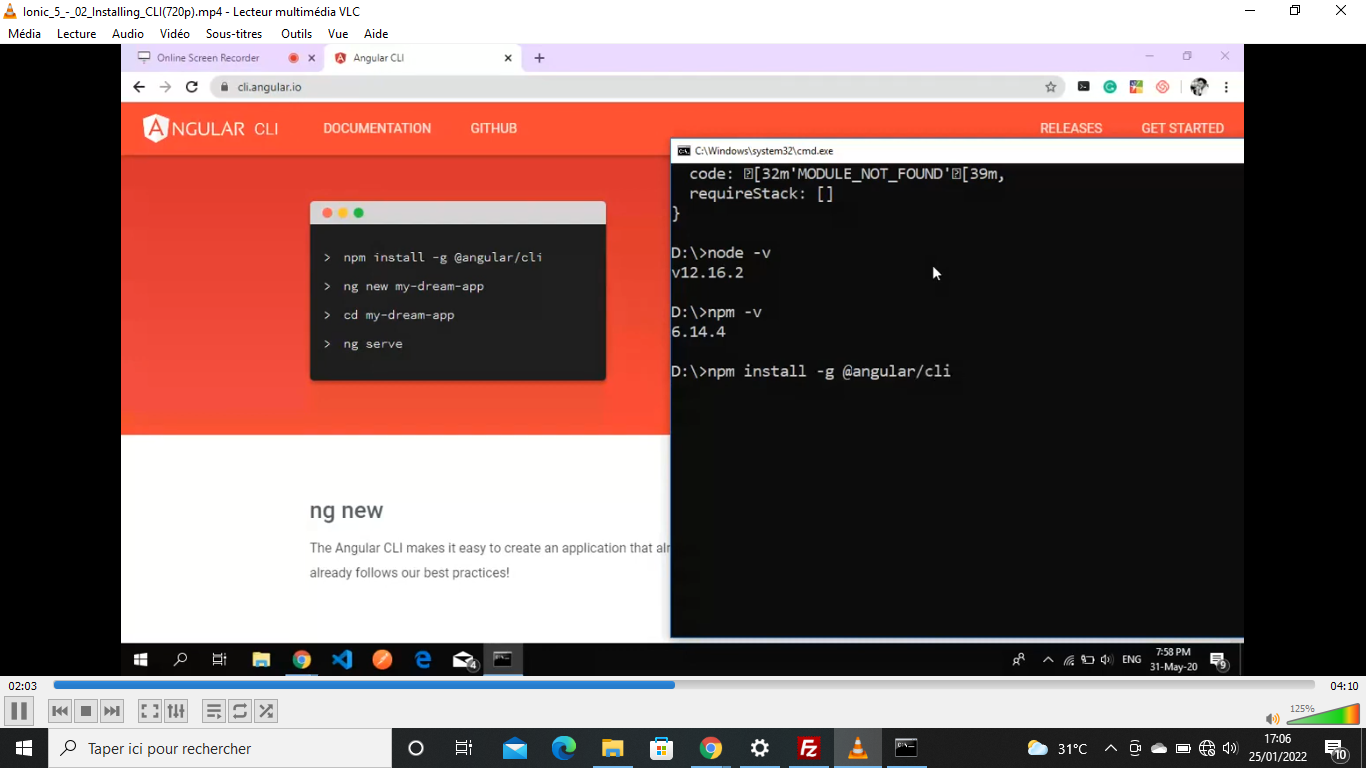 Ionic_5_-_02_Installing_CLI(720p).mp4 - Lecteur multimédia VLC
Média Lecture Audio Vidéo Sous-titres Outils Vue Aide
Online Screen Recorder Angular CLI
cli.angular.io
ANGULAR CLI DOCUMENTATION GITHUB RELEASES GET STARTED
> npm install -g @angular/cli
> ng new my-dream-app
> cd my-dream-app
> ng serve
ng new
The Angular CLI makes it easy to create an application that alr
already follows our best practices!
C:\Windows\system32\cmd.exe
code: [32m'MODULE_NOT_FOUND'[39m,
requireStack: []
}
D:\>node -v
v12.16.2
D:\>npm -v
6.14.4
D:\>npm install -g @angular/cli
4
ENG
7:58 PM
31-May-20
9
02:03 04:10
125%
Taper ici pour rechercher
31°C
17:06
25/01/2022
10